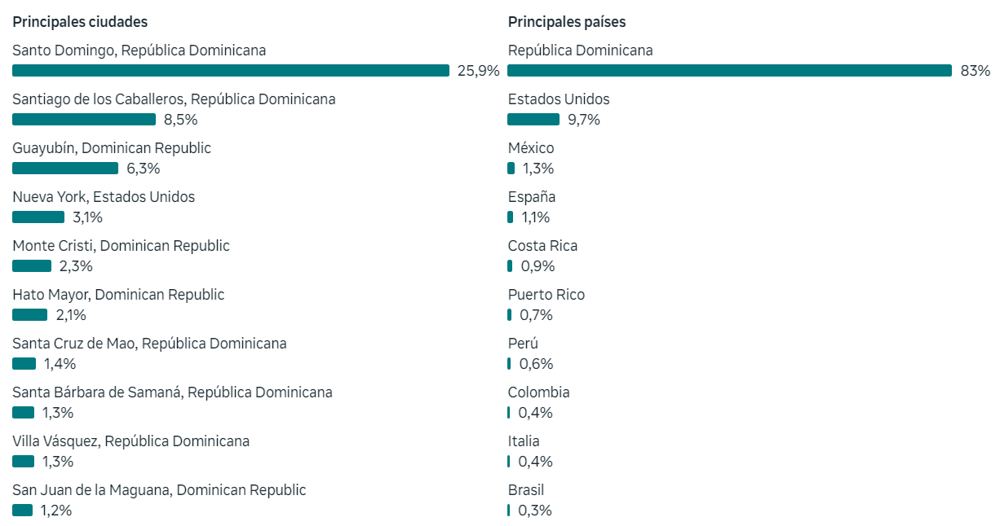 Principales ciudades
Santo Domingo, República Dominicana
25,9%
Santiago de los Caballeros, República Dominicana
8,5%
Guayubín, Dominican Republic
6,3%
Nueva York, Estados Unidos
3,1%
Monte Cristi, Dominican Republic
2,3%
Hato Mayor, Dominican Republic
2,1%
Santa Cruz de Mao, República Dominicana
1,4%
Santa Bárbara de Samaná, República Dominicana
1,3%
Villa Vásquez, República Dominicana
1,3%
San Juan de la Maguana, Dominican Republic
1,2%
Principales países
República Dominicana
83%
Estados Unidos
9,7%
México
1,3%
España
1,1%
Costa Rica
0,9%
Puerto Rico
0,7%
Perú
0,6%
Colombia
0,4%
Italia
0,4%
Brasil
0,3%